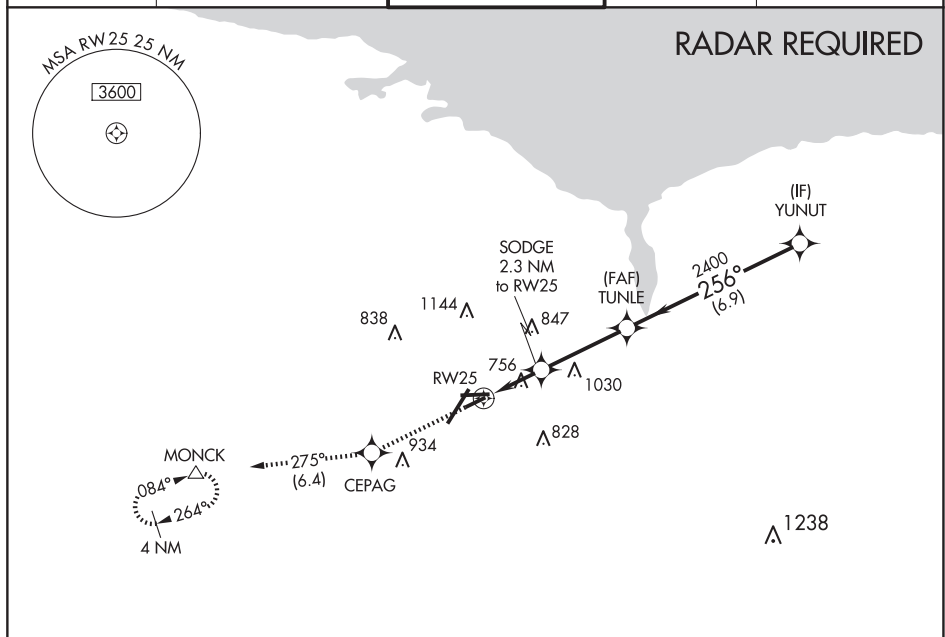 RADAR REQUIRED
MSA RW25 25 NM
3600
(IF)
YUNUT
SODGE
2.3 NM
to RW25
(FAF)
TUNLE
2400
256°
(6.9)
1144
838
847
756
RW25
1030
828
934
MONCK
275°
(6.4)
CEPAG
084°
264°
4 NM
1238